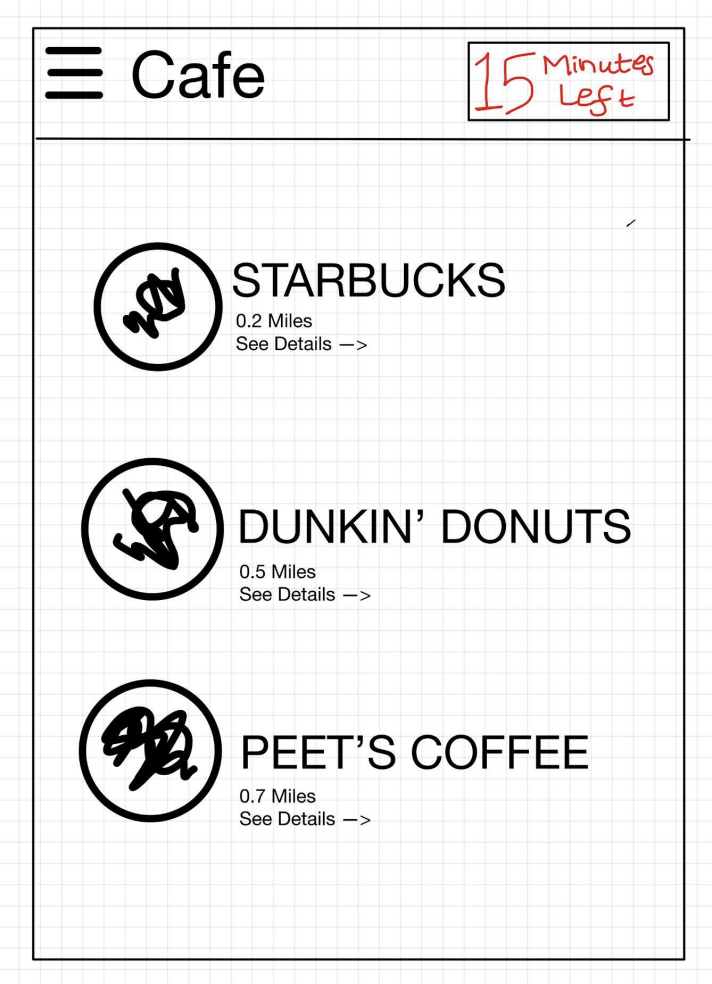 Cafe
15 Minutes
Left
STARBUCKS
0.2 Miles
See Details —>
DUNKIN’ DONUTS
0.5 Miles
See Details —>
PEET’S COFFEE
0.7 Miles
See Details —>